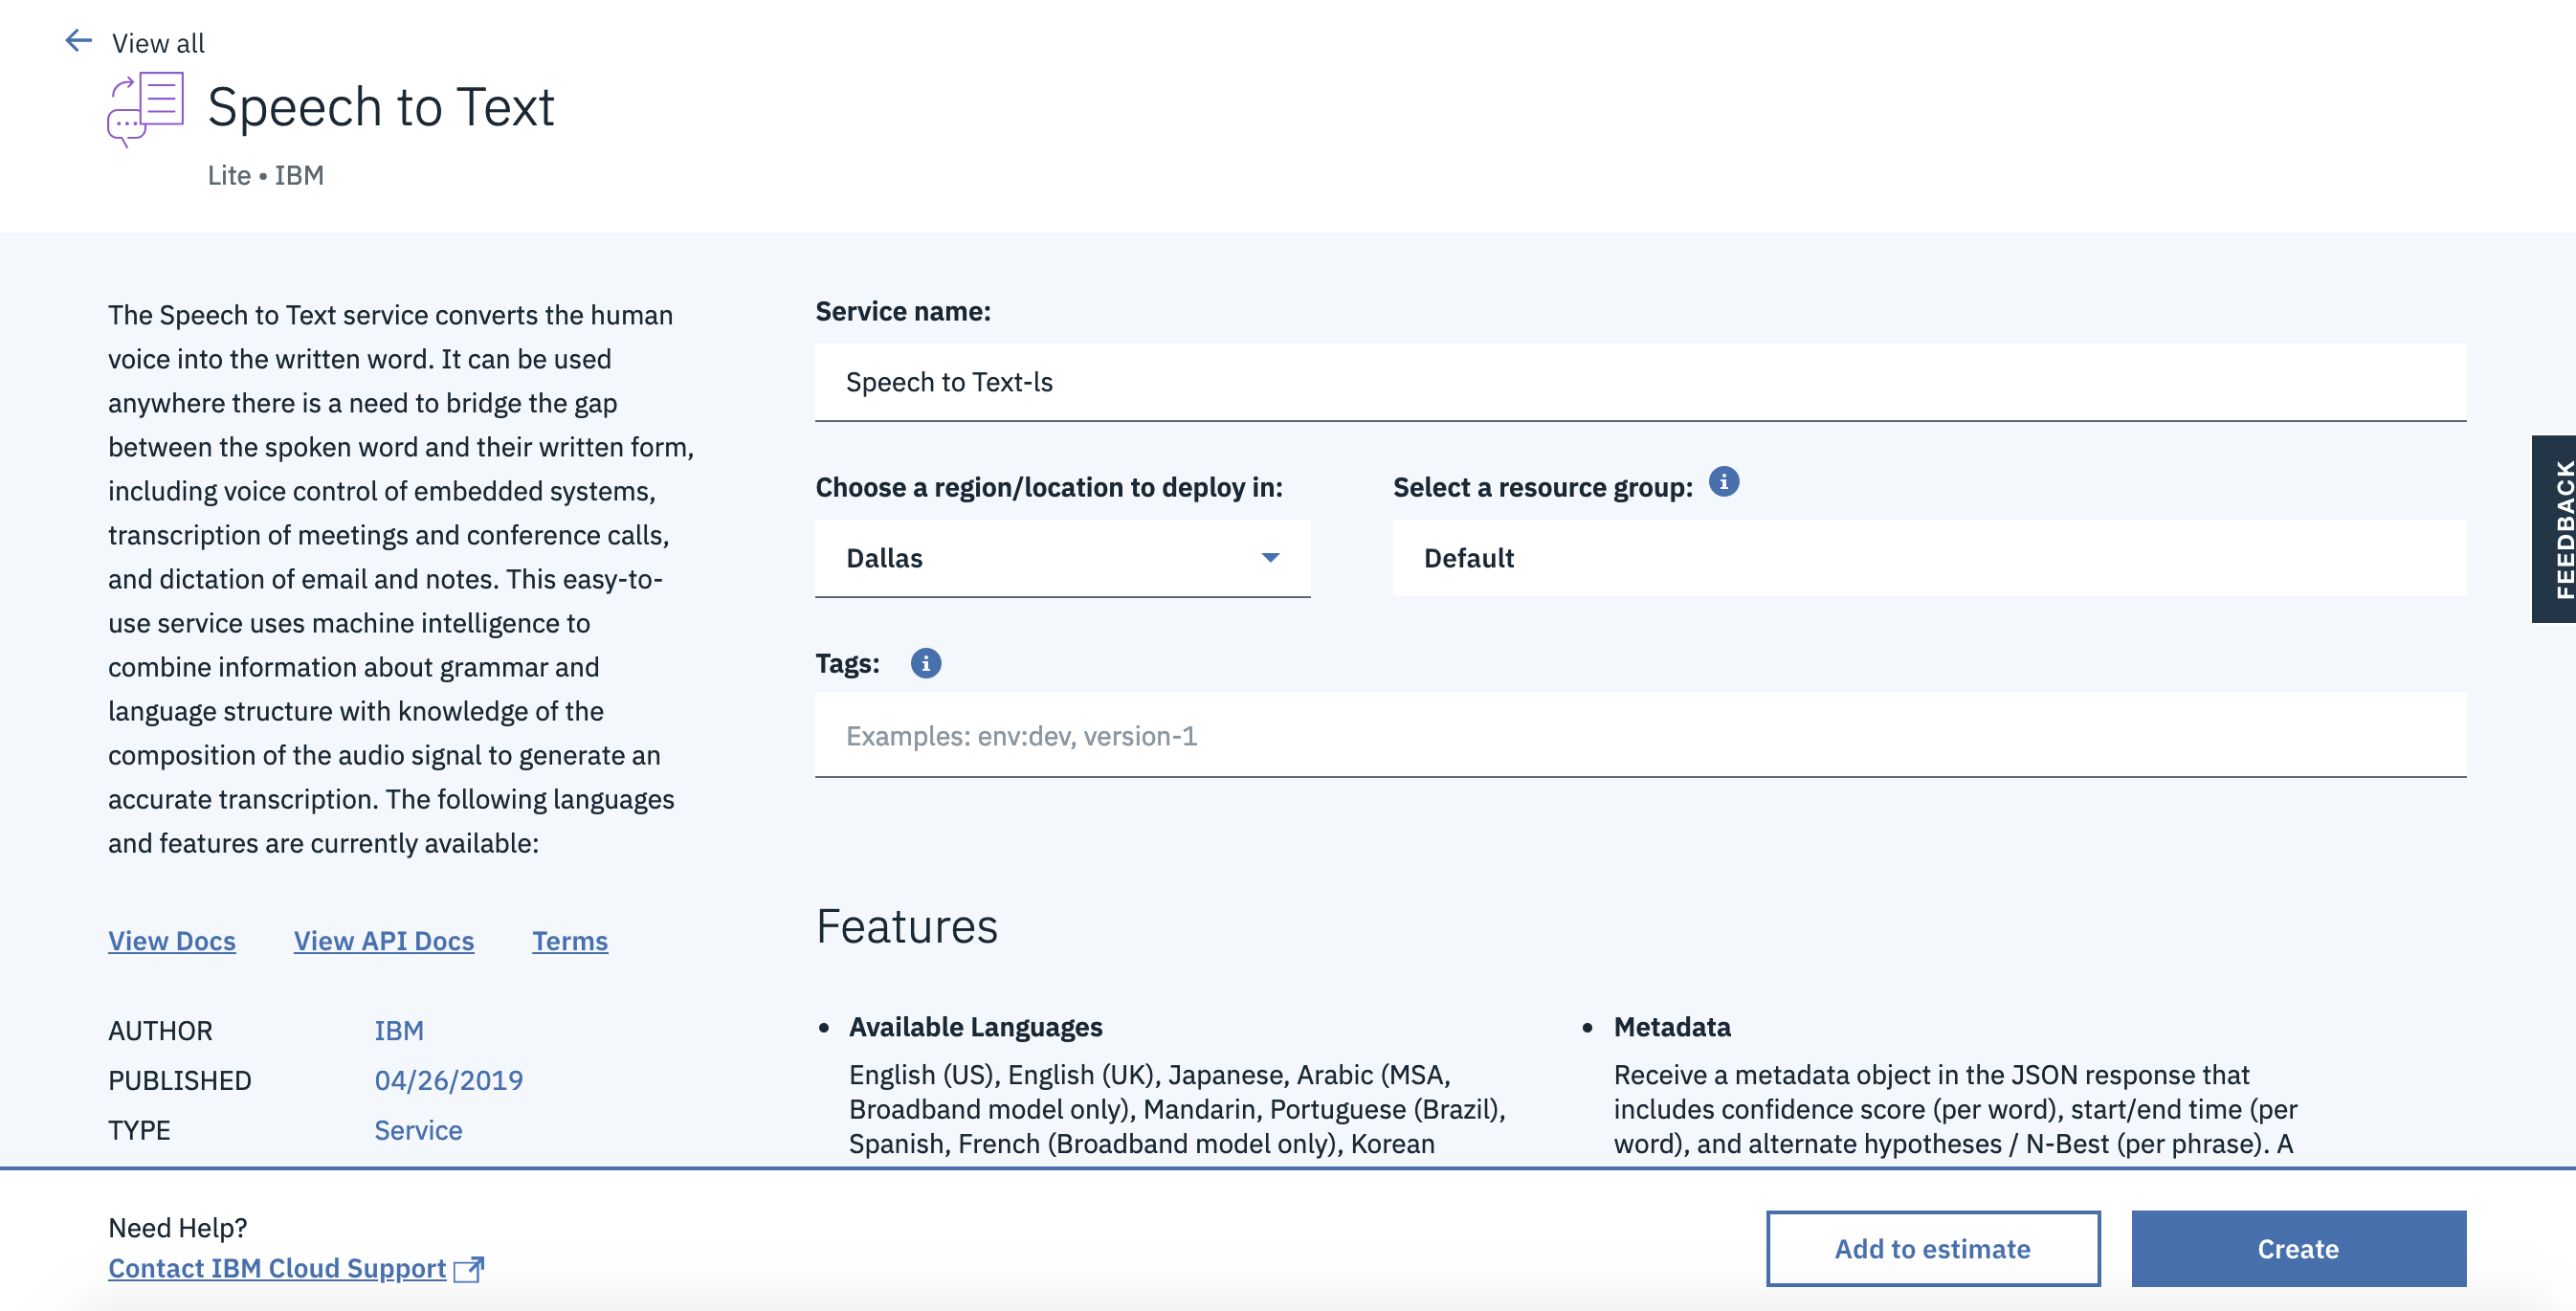 View all
Speech to Text
Lite • IBM
The Speech to Text service converts the human
voice into the written word. It can be used
anywhere there is a need to bridge the gap
between the spoken word and their written form,
including voice control of embedded systems,
transcription of meetings and conference calls,
and dictation of email and notes. This easy-to-
use service uses machine intelligence to
combine information about grammar and
language structure with knowledge of the
composition of the audio signal to generate an
accurate transcription. The following languages
and features are currently available:
View Docs View API Docs Terms
AUTHOR IBM
PUBLISHED 04/26/2019
TYPE Service
Service name:
Speech to Text-ls
Choose a region/location to deploy in:
Dallas
Select a resource group:
Default
Tags:
Examples: env:dev, version-1
Features
• Available Languages
English (US), English (UK), Japanese, Arabic (MSA,
Broadband model only), Mandarin, Portuguese (Brazil),
Spanish, French (Broadband model only), Korean
• Metadata
Receive a metadata object in the JSON response that
includes confidence score (per word), start/end time (per
word), and alternate hypotheses / N-Best (per phrase). A
FEEDBACK
Need Help?
Contact IBM Cloud Support
Add to estimate
Create